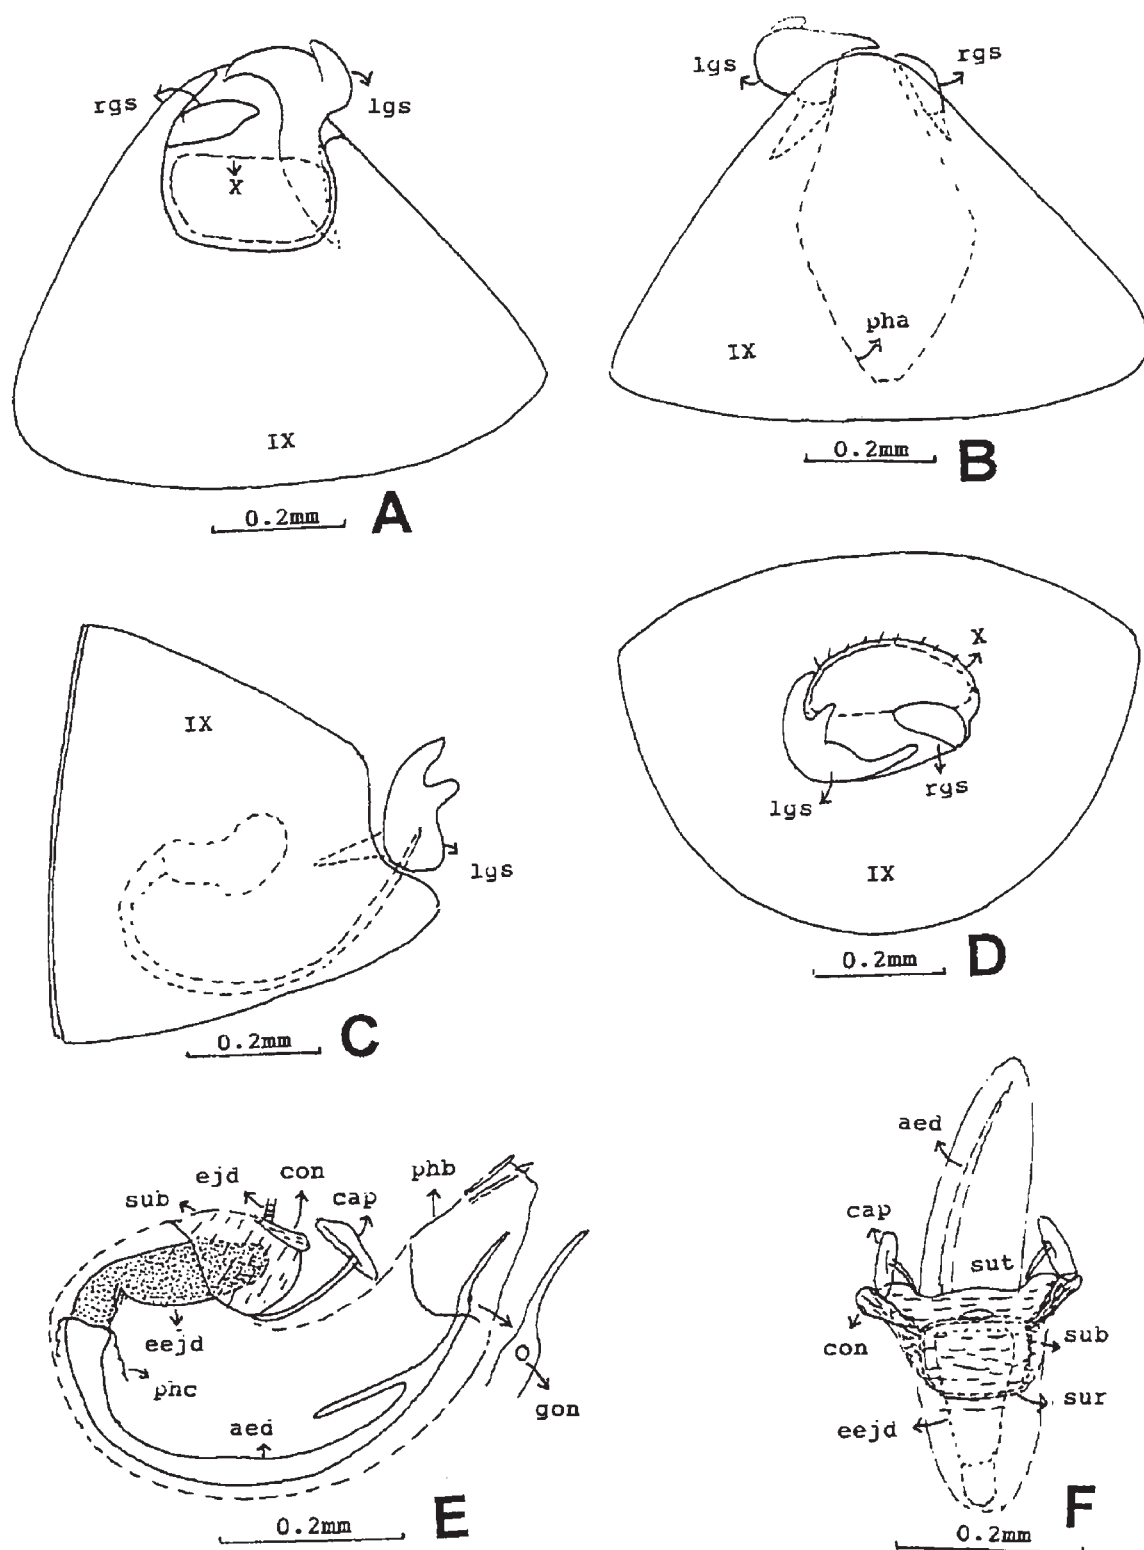 rgs
lgs
X
IX
0.2mm
A
lgs
rgs
pha
IX
0.2mm
B
IX
lgs
0.2mm
C
X
lgs
rgs
IX
0.2mm
D
sub
ejd
con
cap
phb
eejd
phc
aed
gon
0.2mm
E
aed
cap
sut
con
sub
sur
eejd
0.2mm
F